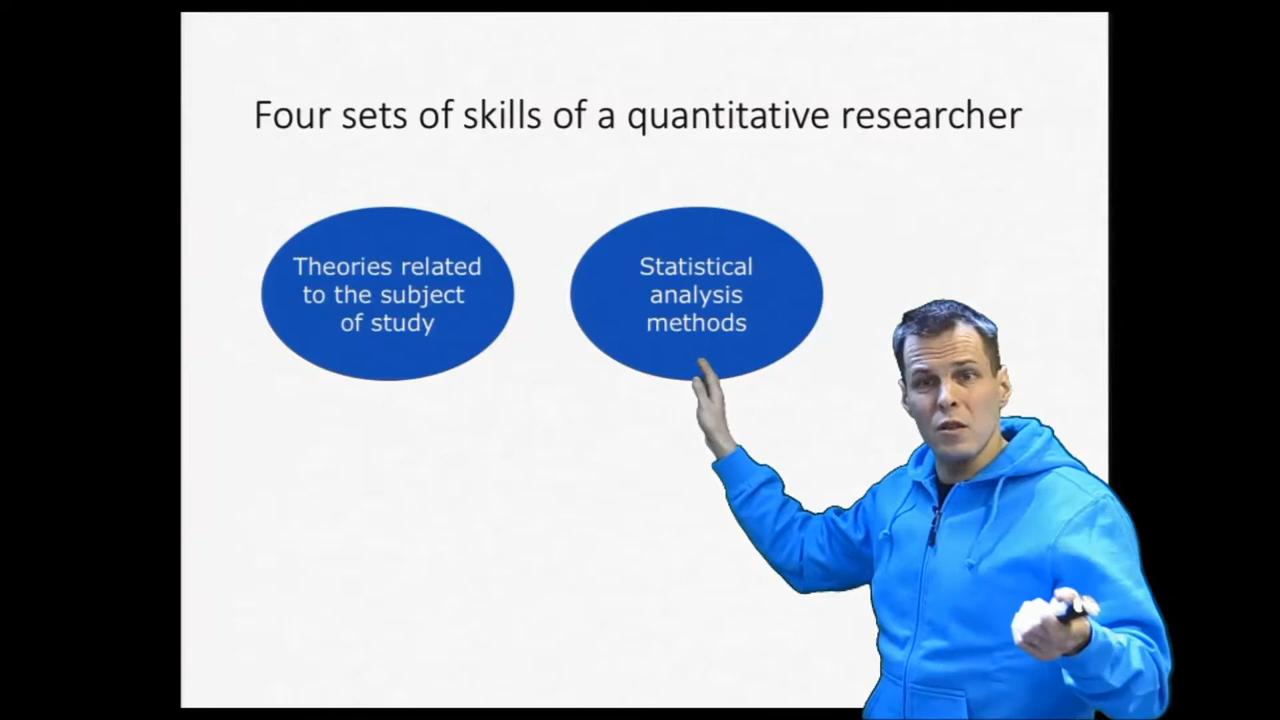 Four sets of skills of a quantitative researcher
Theories related
to the subject
of study
Statistical
analysis
methods